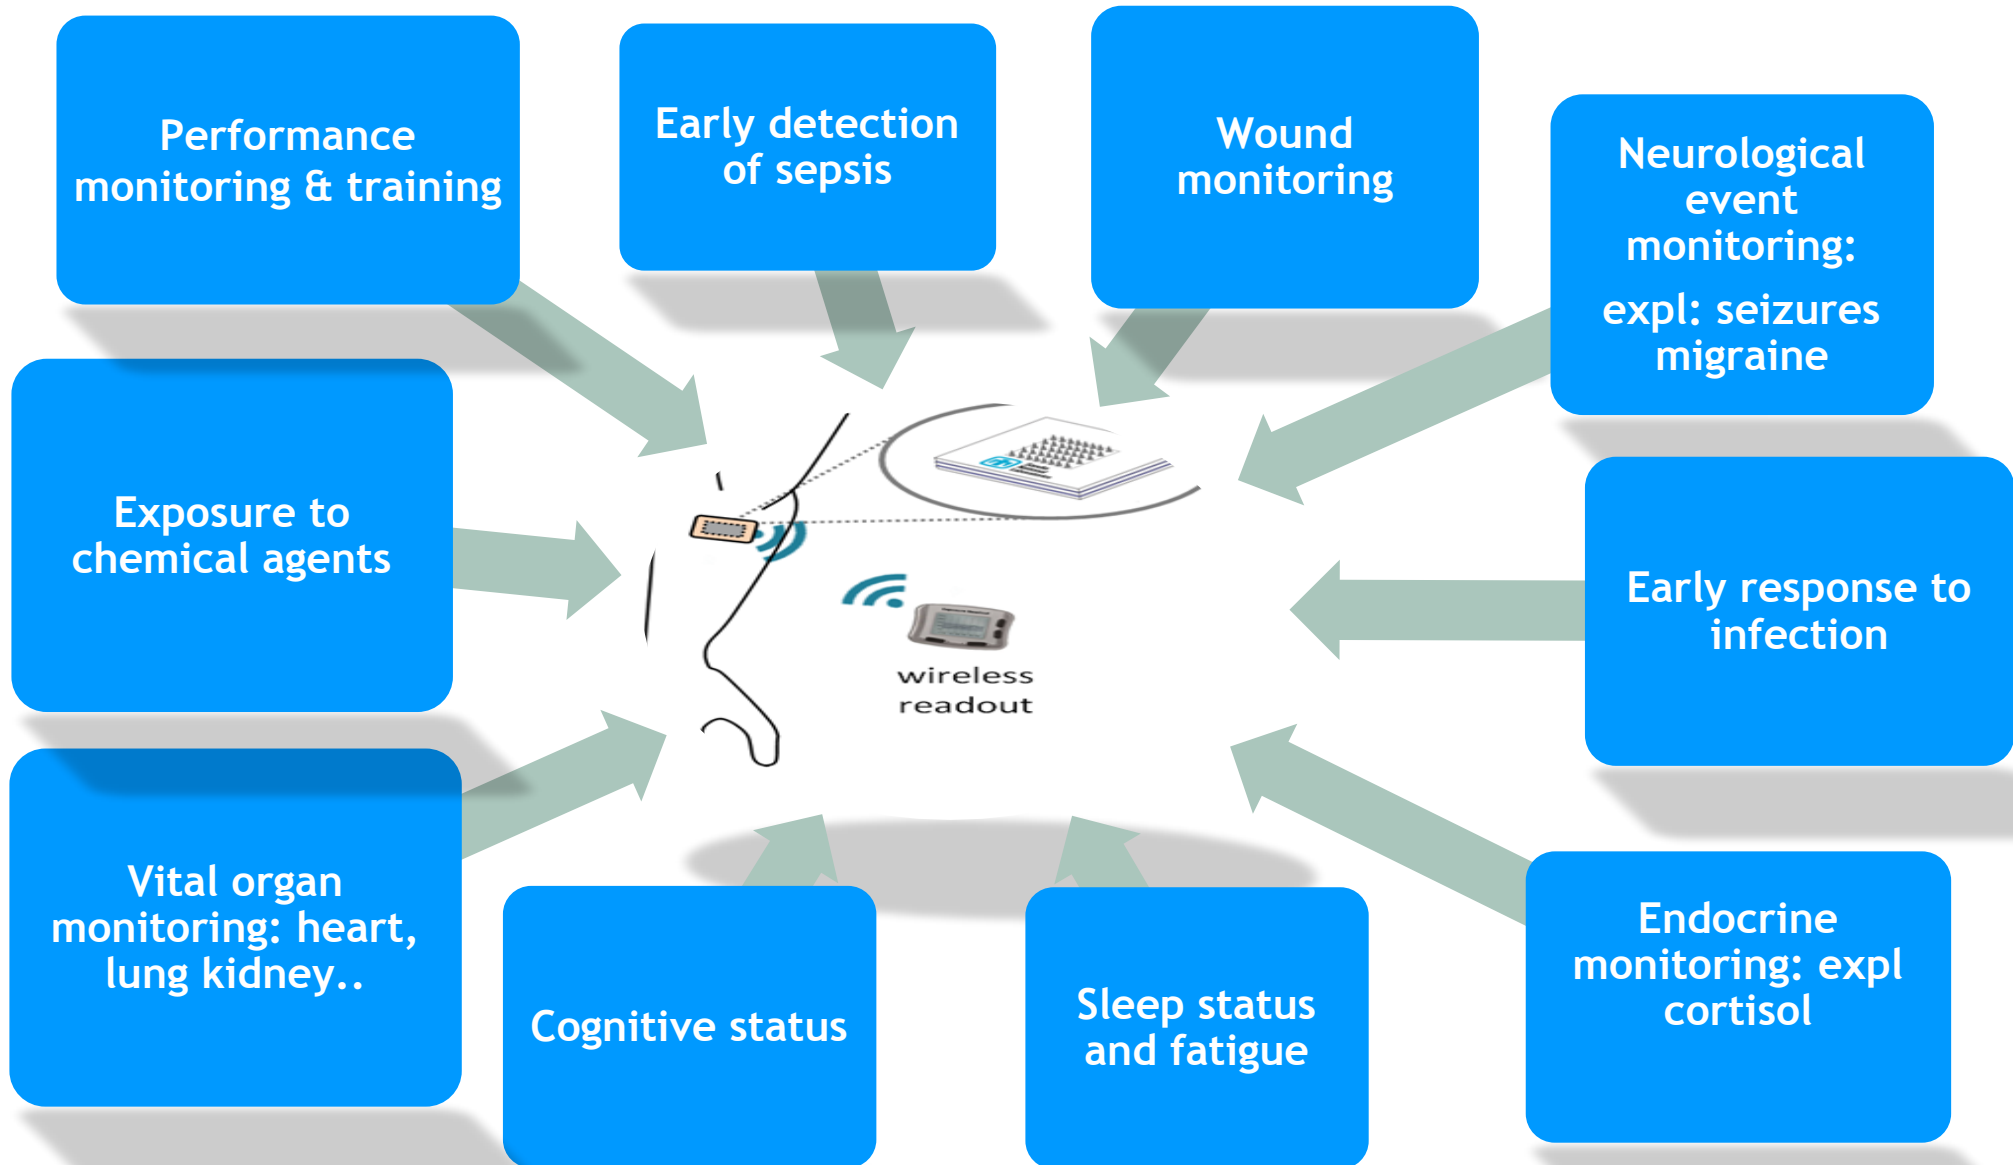 Performance
monitoring & training
Early detection
of sepsis
Wound
monitoring
Neurological
event
monitoring:
expl: seizures
migraine
Exposure to
chemical agents
Early response to
infection
wireless
readout
Vital organ
monitoring: heart,
lung kidney..
Cognitive status
Sleep status
and fatigue
Endocrine
monitoring: expl
cortisol